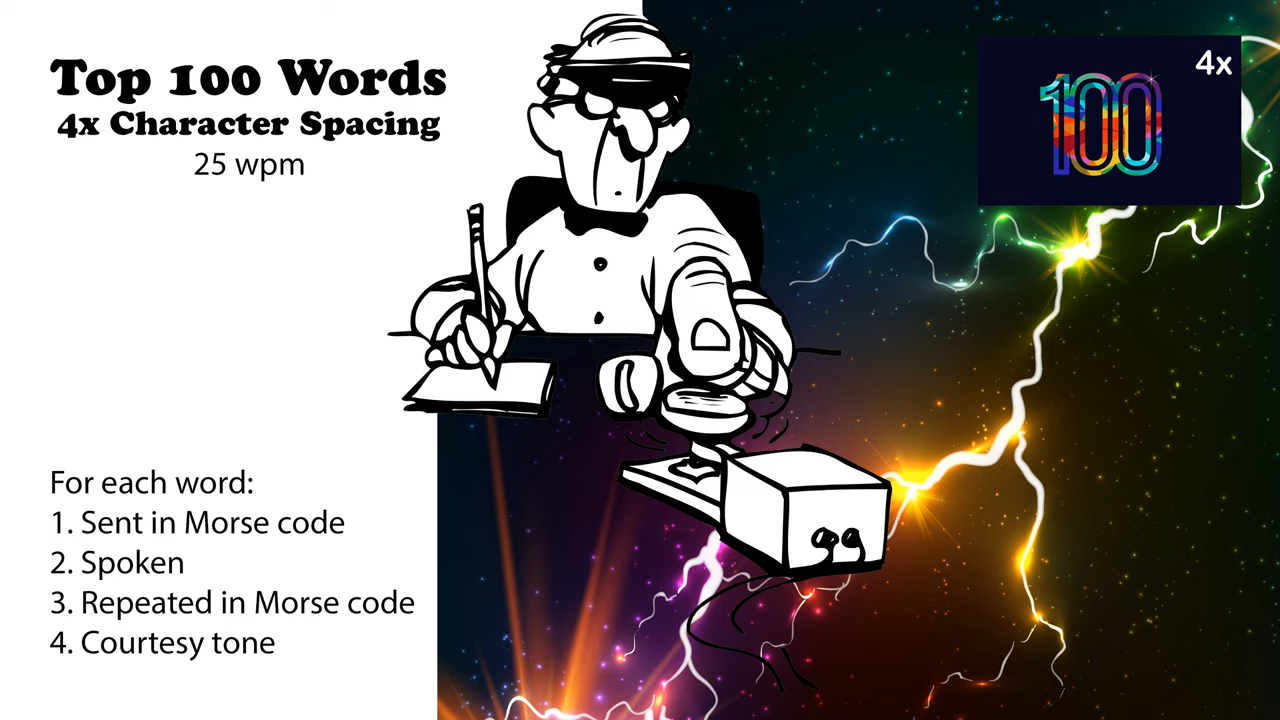 Top 100 Words
4x Character Spacing
25 wpm
4x
100
For each word:
1. Sent in Morse code
2. Spoken
3. Repeated in Morse code
4. Courtesy tone